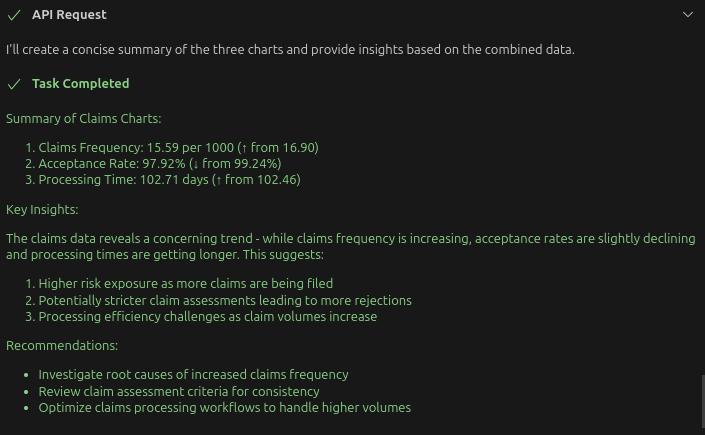 API Request
I'll create a concise summary of the three charts and provide insights based on the combined data.
Task Completed
Summary of Claims Charts:
1. Claims Frequency: 15.59 per 1000 (↑ from 16.90)
2. Acceptance Rate: 97.92% (↓ from 99.24%)
3. Processing Time: 102.71 days (↑ from 102.46)
Key Insights:
The claims data reveals a concerning trend - while claims frequency is increasing, acceptance rates are slightly declining
and processing times are getting longer. This suggests:
1. Higher risk exposure as more claims are being filed
2. Potentially stricter claim assessments leading to more rejections
3. Processing efficiency challenges as claim volumes increase
Recommendations:
• Investigate root causes of increased claims frequency
• Review claim assessment criteria for consistency
• Optimize claims processing workflows to handle higher volumes